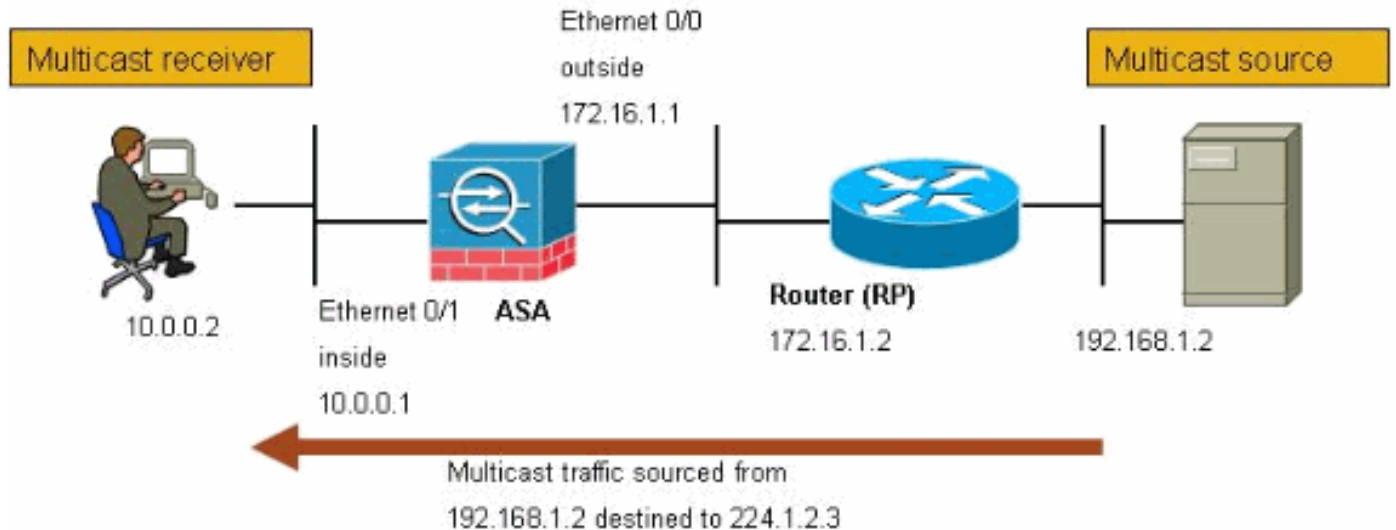 Ethernet 0/0
outside
172.16.1.1
Multicast receiver
Multicast source
10.0.0.2
Ethernet 0/1
inside
10.0.0.1
ASA
Router (RP)
172.16.1.2
192.168.1.2
Multicast traffic sourced from
192.168.1.2 destined to 224.1.2.3